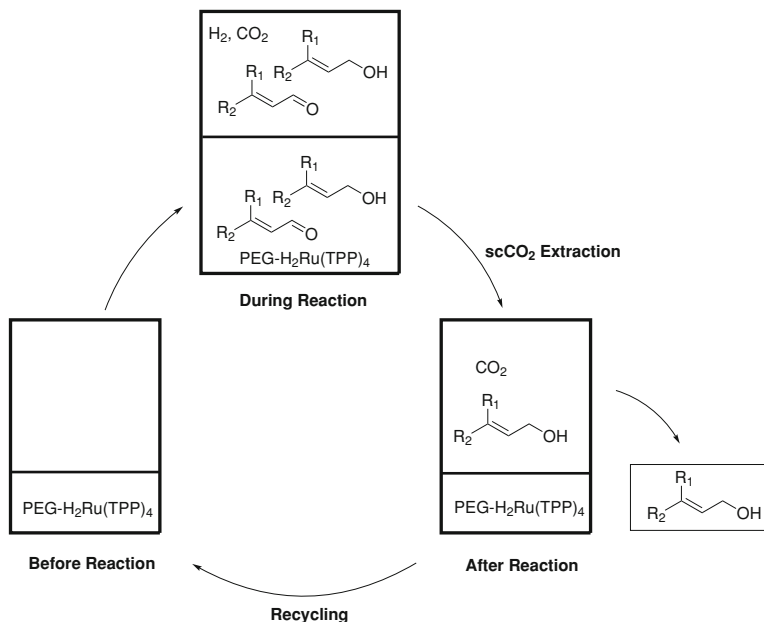 H₂, CO₂
R₁
R₂
OH
R₁
R₂
O
R₁
R₂
OH
R₁
R₂
O
PEG-H₂Ru(TPP)₄
During Reaction
scCO₂ Extraction
CO₂
R₁
R₂
OH
PEG-H₂Ru(TPP)₄
After Reaction
R₁
R₂
OH
PEG-H₂Ru(TPP)₄
Before Reaction
Recycling